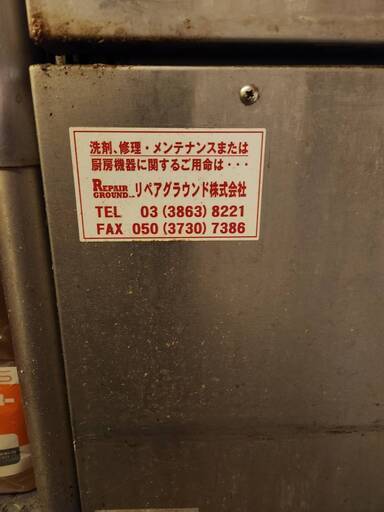 洗剤、修理・メンテナンスまたは
厨房機器に関するご用命は・・・
REPAIR GROUND リペアグラウンド株式会社
TEL 03 (3863) 8221
FAX 050 (3730) 7386